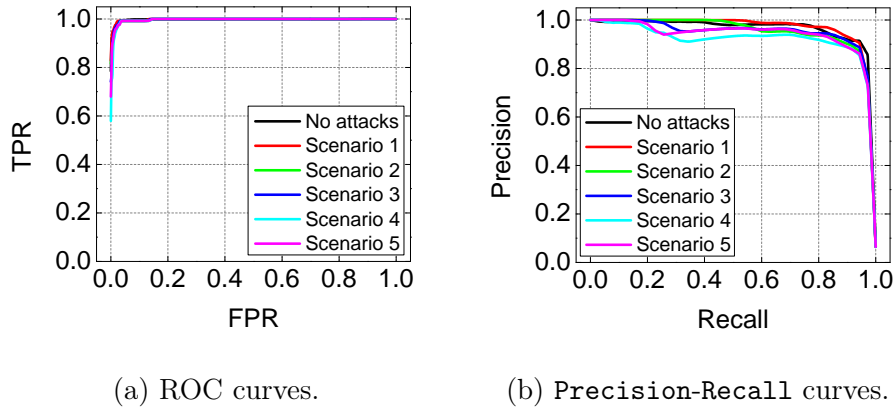 1.0
0.8
0.6
0.4
0.2
0.0
TPR
0.0 0.2 0.4 0.6 0.8 1.0
FPR
No attacks
Scenario 1
Scenario 2
Scenario 3
Scenario 4
Scenario 5
(a) ROC curves.
1.0
0.8
0.6
0.4
0.2
0.0
Precision
0.0 0.2 0.4 0.6 0.8 1.0
Recall
No attacks
Scenario 1
Scenario 2
Scenario 3
Scenario 4
Scenario 5
(b) Precision-Recall curves.